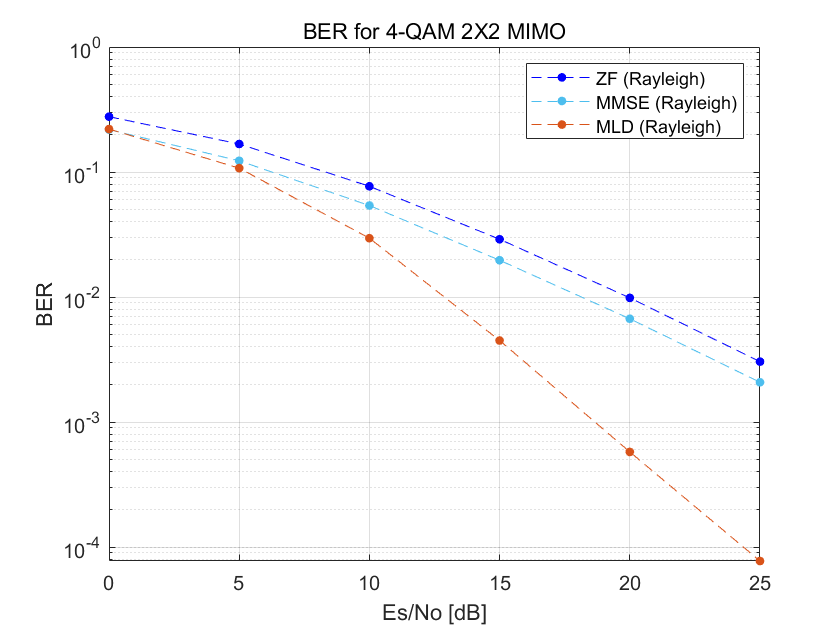 BER for 4-QAM 2X2 MIMO
ZF (Rayleigh)
MMSE (Rayleigh)
MLD (Rayleigh)
10^0
10^-1
10^-2
10^-3
10^-4
BER
0 5 10 15 20 25
Es/No [dB]